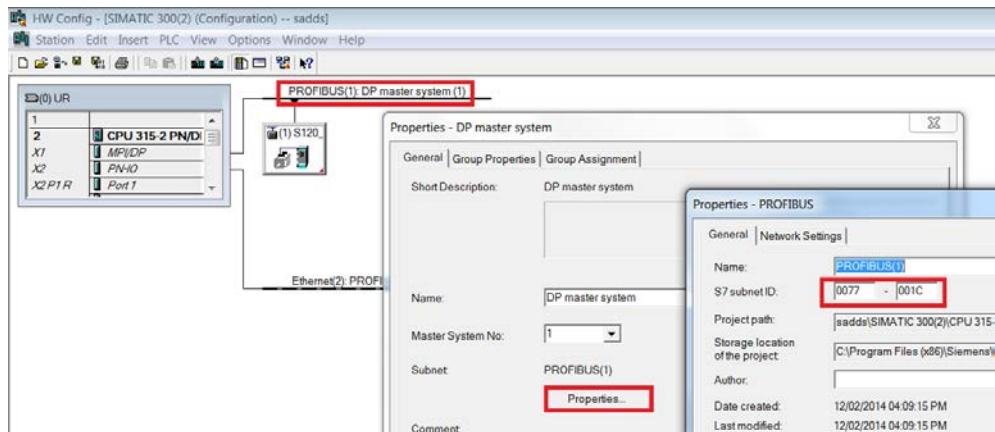 HW Config - [SIMATIC 300(2) (Configuration) -- sadds]
Station Edit Insert PLC View Options Window Help
(0) UR
1
2 CPU 315-2 PN/D
X1 MPI/DP
X2 PN-IO
X2 P1 R Port 1
PROFIBUS(1): DP master system (1)
(1) S120_
Ethernet(2): PROFI
Properties - DP master system
General Group Properties Group Assignment
Short Description: DP master system
Name: DP master system
Master System No: 1
Subnet: PROFIBUS(1)
Properties...
Comment:
Properties - PROFIBUS
General Network Settings
Name: PROFIBUS(1)
S7 subnet ID: 0077 - 001C
Project path: sadds\SIMATIC 300(2)\CPU 315-
Storage location
of the project: C:\Program Files (x86)\Siemens\
Author:
Date created: 12/02/2014 04:09:15 PM
Last modified: 12/02/2014 04:09:15 PM